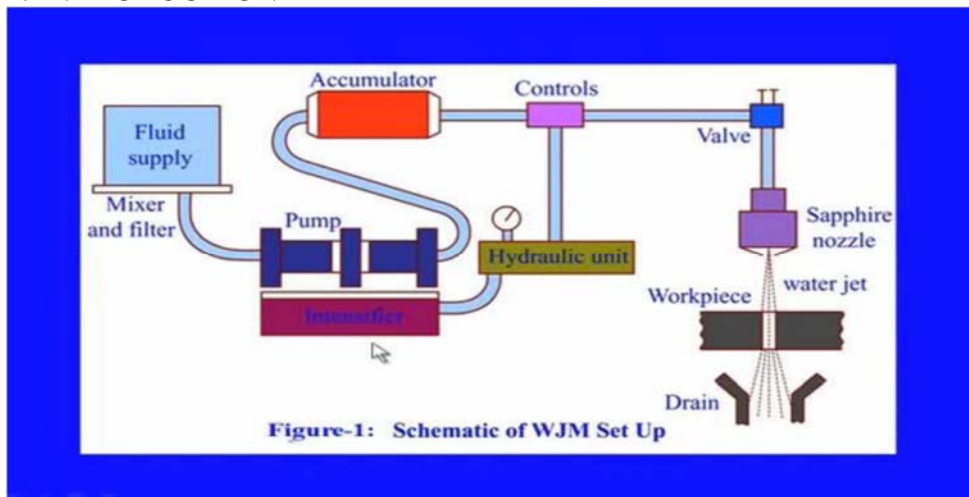 Accumulator
Controls
Fluid
supply
Valve
Mixer
and filter
Pump
Sapphire
nozzle
Hydraulic unit
water jet
Workpiece
Intensifier
Drain
Figure-1: Schematic of WJM Set Up